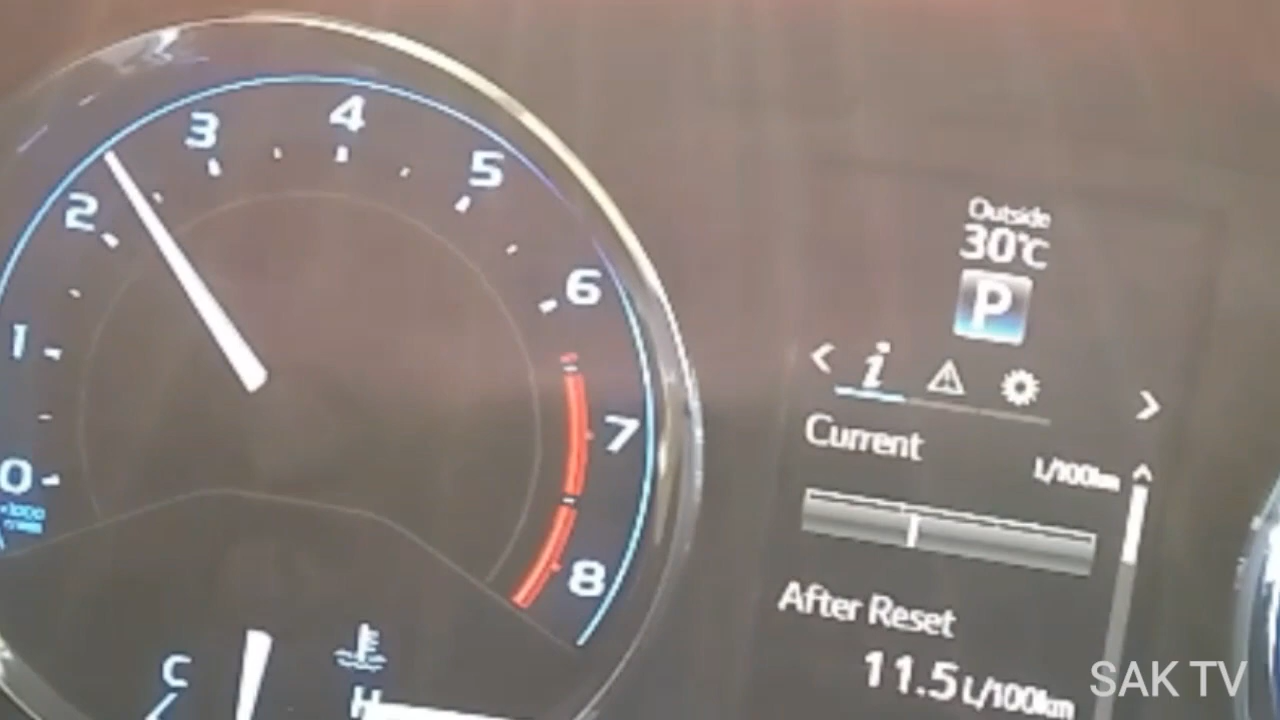 0
1
2
3
4
5
6
7
8
C
H
Outside
30°C
P
i
Current
L/100km
After Reset
11.5 L/100km
SAK TV